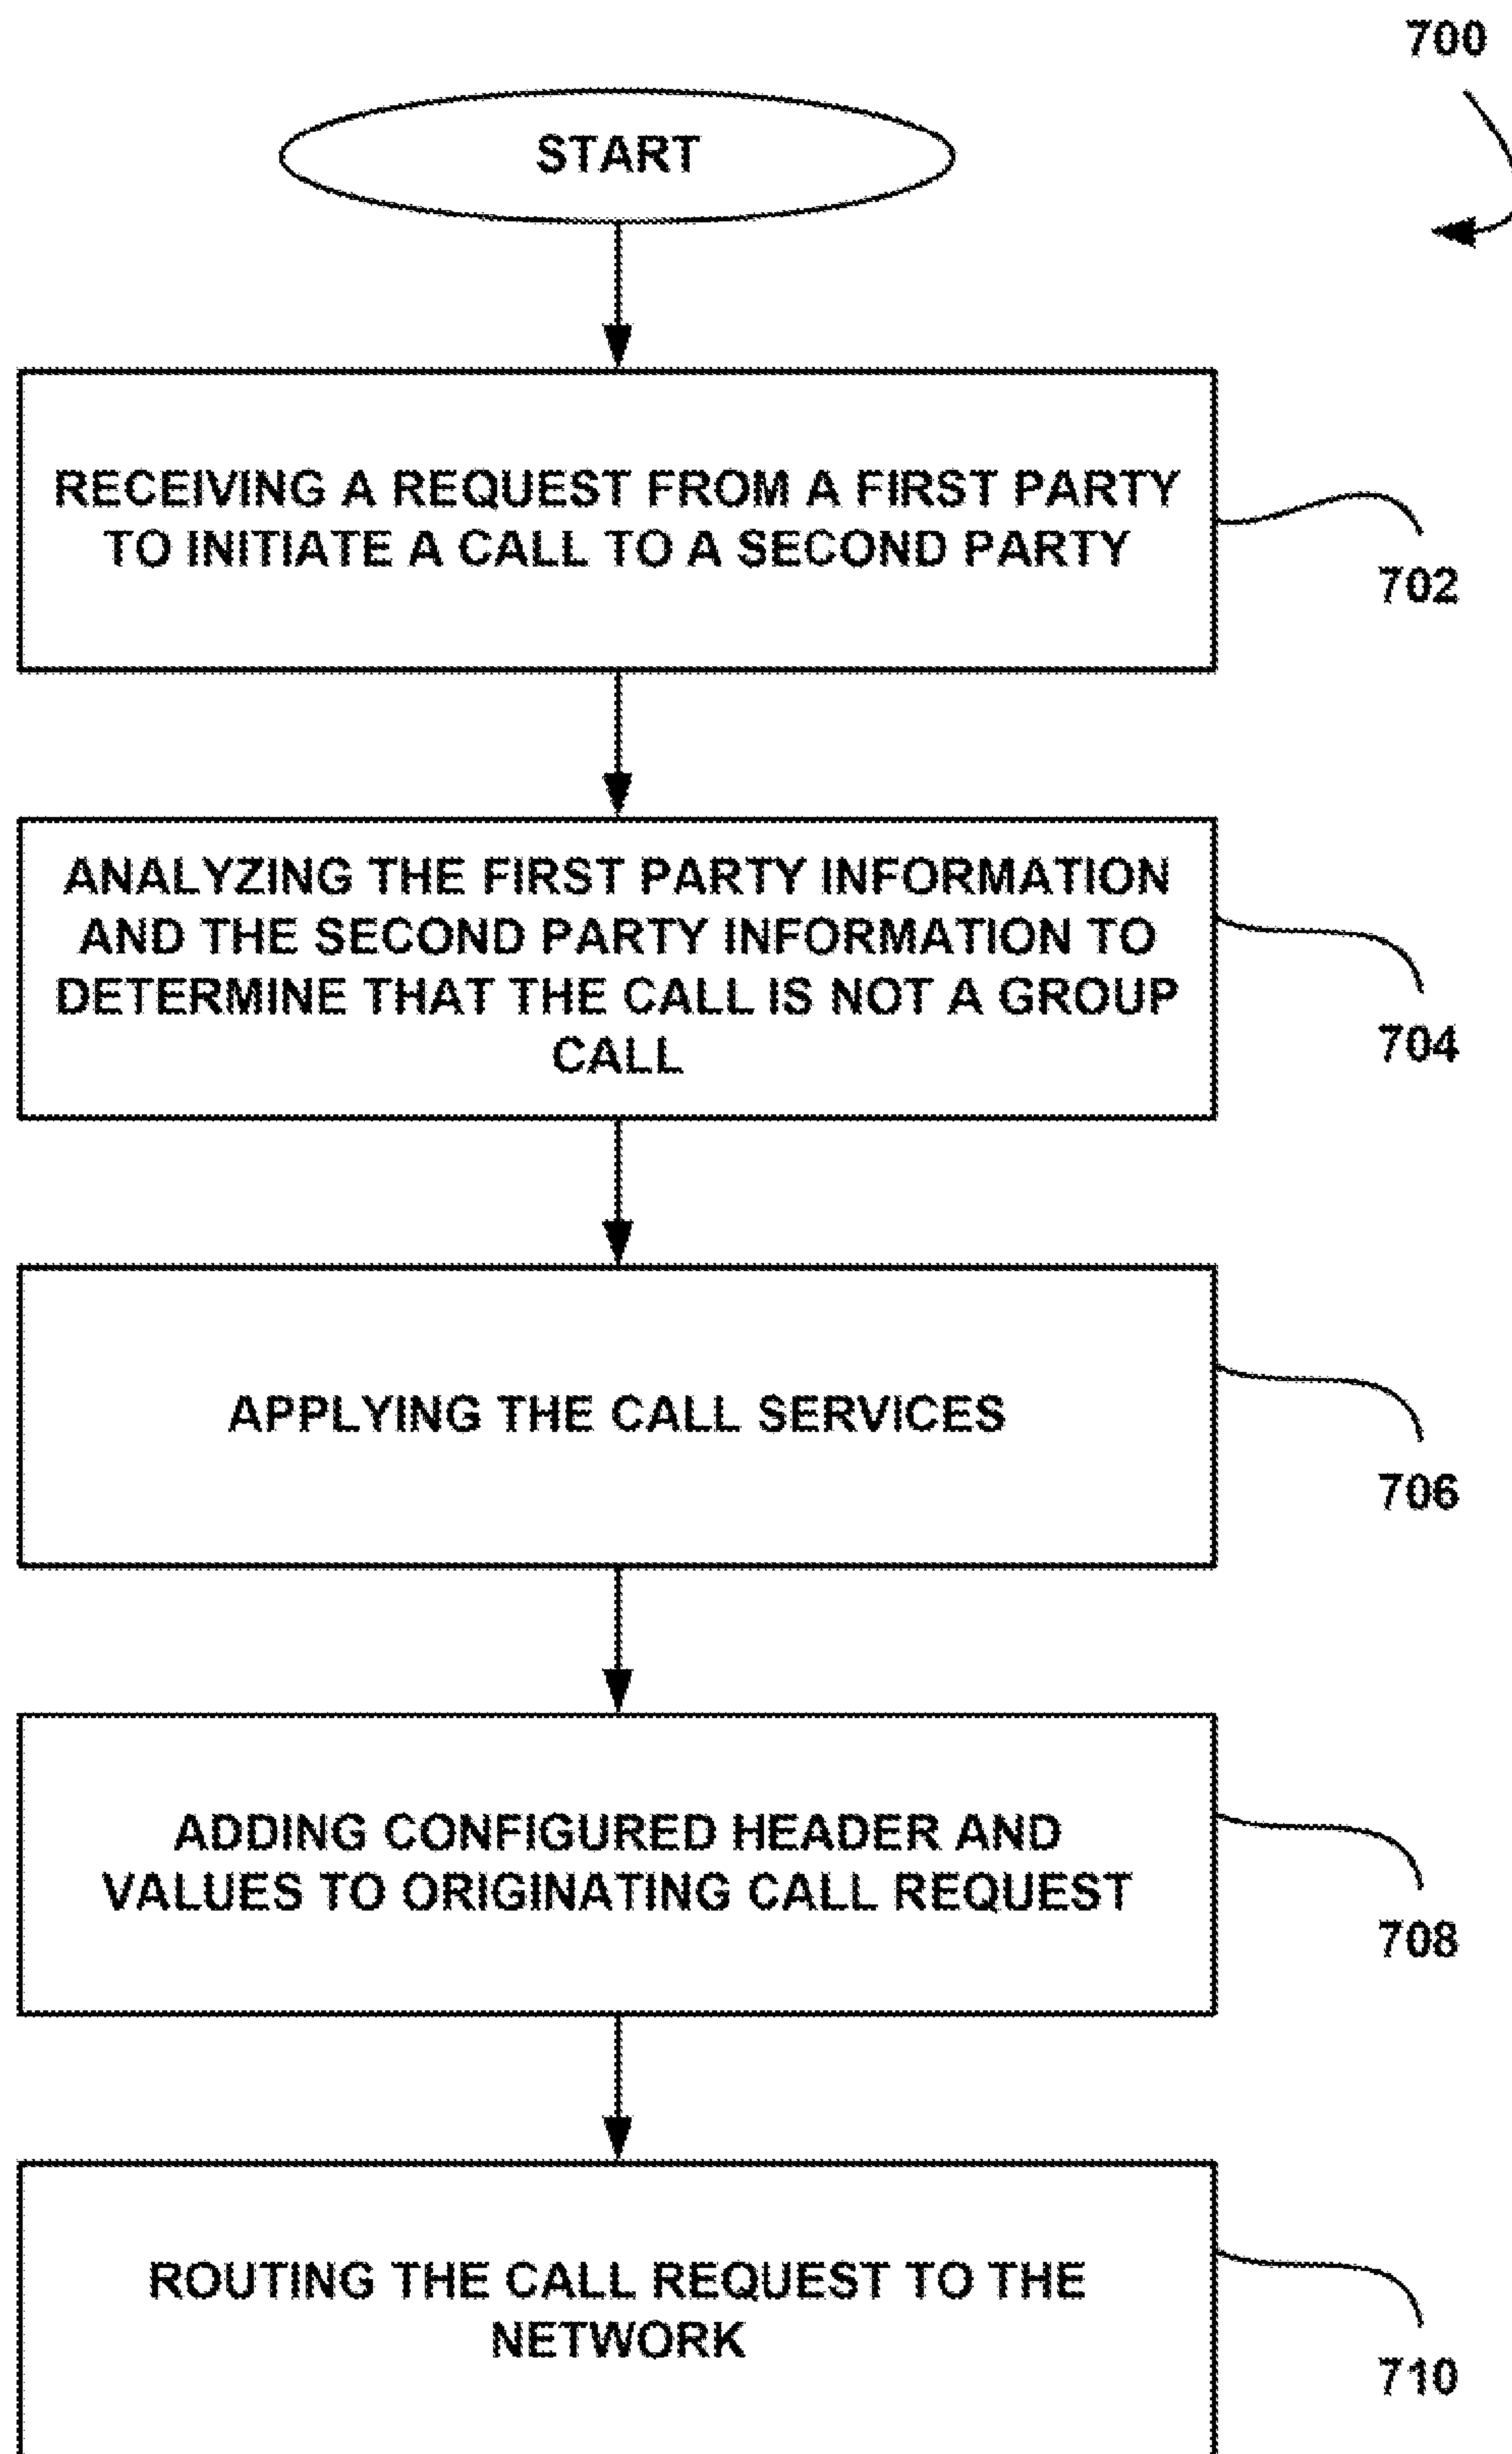 700
START
RECEIVING A REQUEST FROM A FIRST PARTY
TO INITIATE A CALL TO A SECOND PARTY
702
ANALYZING THE FIRST PARTY INFORMATION
AND THE SECOND PARTY INFORMATION TO
DETERMINE THAT THE CALL IS NOT A GROUP
CALL
704
APPLYING THE CALL SERVICES
706
ADDING CONFIGURED HEADER AND
VALUES TO ORIGINATING CALL REQUEST
708
ROUTING THE CALL REQUEST TO THE
NETWORK
710